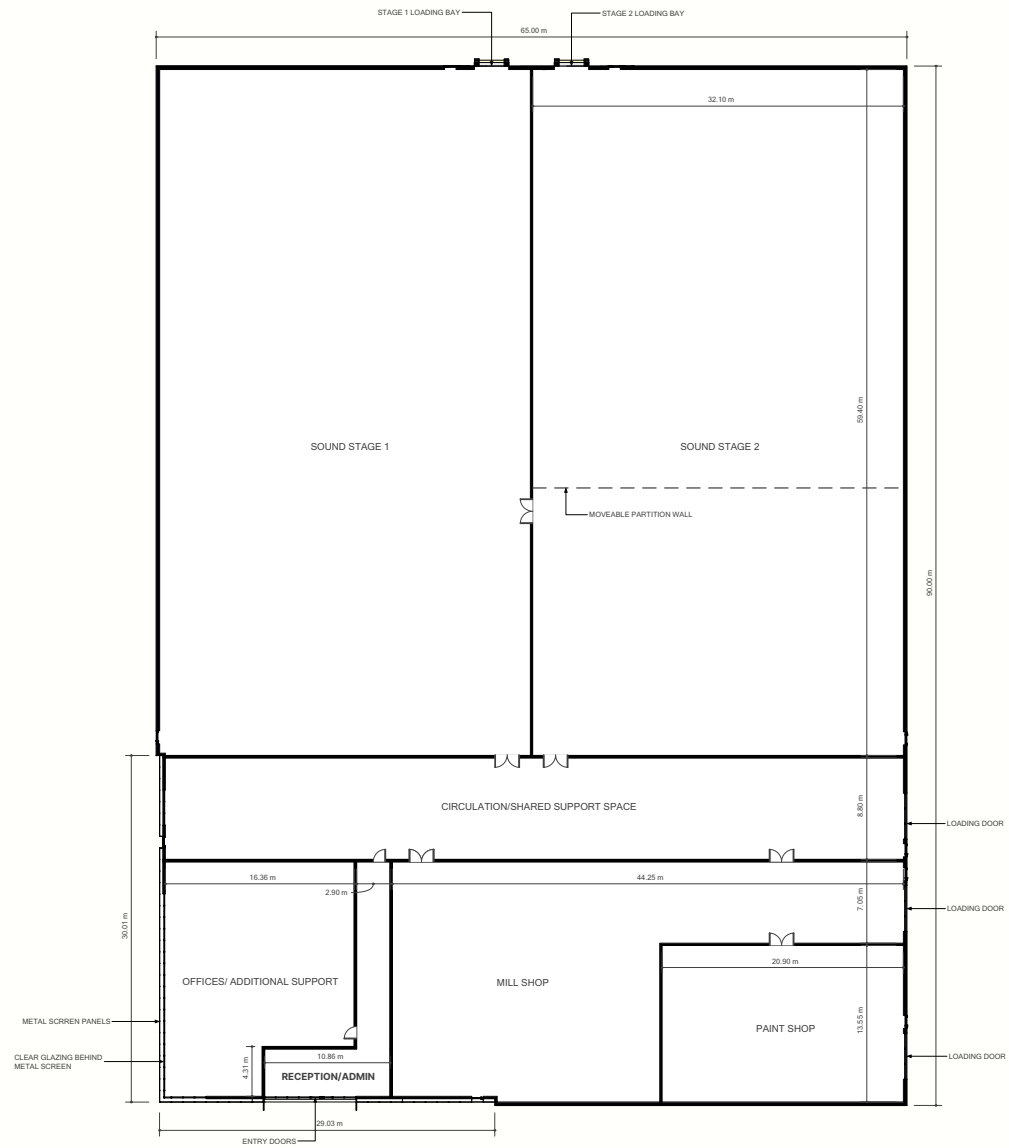 STAGE 1 LOADING BAY
STAGE 2 LOADING BAY
65.00 m
32.10 m
59.40 m
SOUND STAGE 1
SOUND STAGE 2
MOVEABLE PARTITION WALL
90.00 m
CIRCULATION/SHARED SUPPORT SPACE
8.80 m
LOADING DOOR
16.36 m
2.90 m
44.25 m
7.05 m
LOADING DOOR
30.01 m
20.90 m
OFFICES/ ADDITIONAL SUPPORT
MILL SHOP
METAL SCRREN PANELS
PAINT SHOP
13.55 m
CLEAR GLAZING BEHIND
METAL SCREEN
4.31 m
10.86 m
RECEPTION/ADMIN
LOADING DOOR
29.03 m
ENTRY DOORS